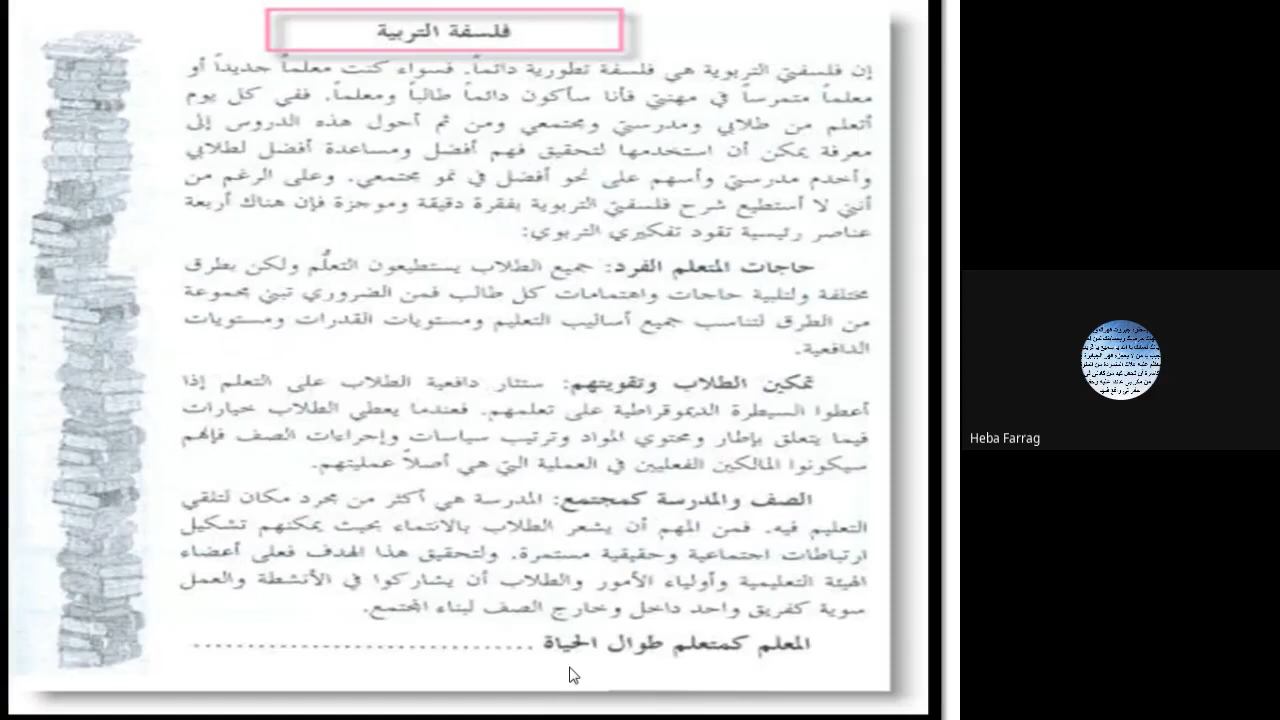 فلسفة التربية
إن فلسفتي التربوية هي فلسفة تطورية دائماً. فسواء كنت معلماً جديداً أو
معلماً متمرساً في مهنتي فأنا سأكون دائماً طالباً ومعلماً. ففي كل يوم
أتعلم من طلابي ومدرستي ومجتمعي ومن ثم أحول هذه الدروس إلى
معرفة يمكن أن استخدمها لتحقيق فهم أفضل ومساعدة أفضل لطلابي
وأخدم مدرستي وأسهم على نحو أفضل في نمو مجتمعي. وعلى الرغم من
أنني لا أستطيع شرح فلسفتي التربوية بفقرة دقيقة وموجزة فإن هناك أربعة
عناصر رئيسية تقود تفكيري التربوي:
حاجات المتعلم الفرد: جميع الطلاب يستطيعون التعلُّم ولكن بطرق
مختلفة ولتلبية حاجات واهتمامات كل طالب فمن الضروري تبني مجموعة
من الطرق لتناسب جميع أساليب التعليم ومستويات القدرات ومستويات
الدافعية.
تمكين الطلاب وتقويتهم: ستثار دافعية الطلاب على التعلم إذا
أعطوا السيطرة الديموقراطية على تعلمهم. فعندما يعطي الطلاب خيارات
فيما يتعلق بإطار ومحتوي المواد وترتيب سياسات وإجراءات الصف فإنهم
سيكونوا المالكين الفعليين في العملية التي هي أصلاً عمليتهم.
الصف والمدرسة كمجتمع: المدرسة هي أكثر من مجرد مكان لتلقي
التعليم فيه. فمن المهم أن يشعر الطلاب بالانتماء بحيث يمكنهم تشكيل
ارتباطات اجتماعية وحقيقية مستمرة. ولتحقيق هذا الهدف فعلى أعضاء
الهيئة التعليمية وأولياء الأمور والطلاب أن يشاركوا في الأنشطة والعمل
سوية كفريق واحد داخل وخارج الصف لبناء المجتمع.
المعلم كمتعلم طوال الحياة ..................................
Heba Farrag